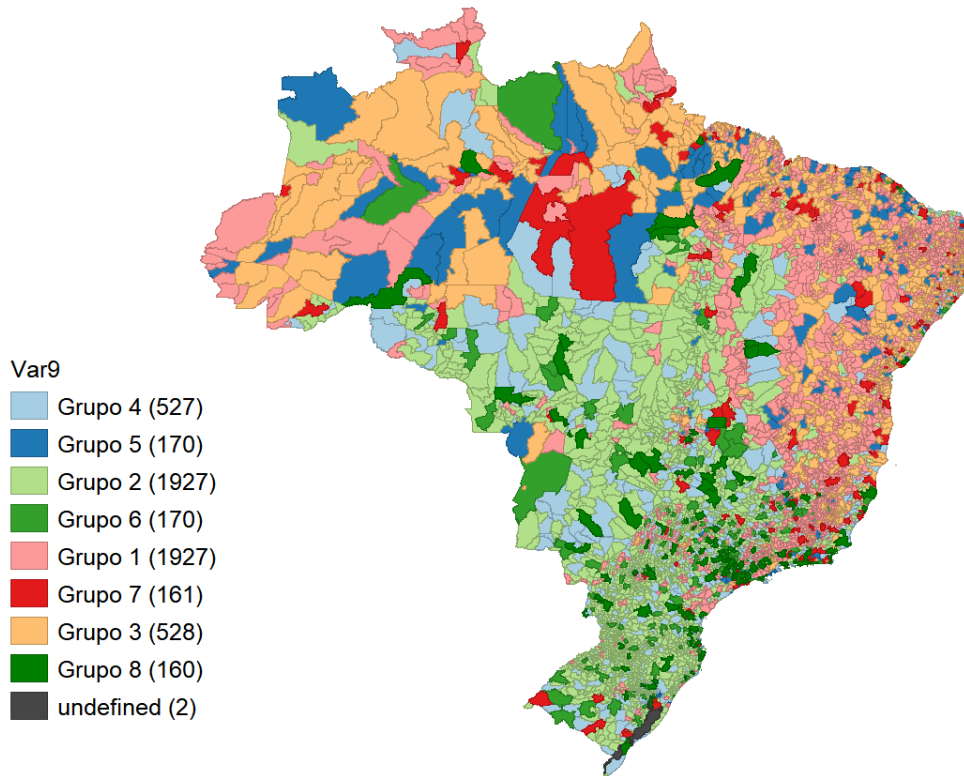 Var9
Grupo 4 (527)
Grupo 5 (170)
Grupo 2 (1927)
Grupo 6 (170)
Grupo 1 (1927)
Grupo 7 (161)
Grupo 3 (528)
Grupo 8 (160)
undefined (2)